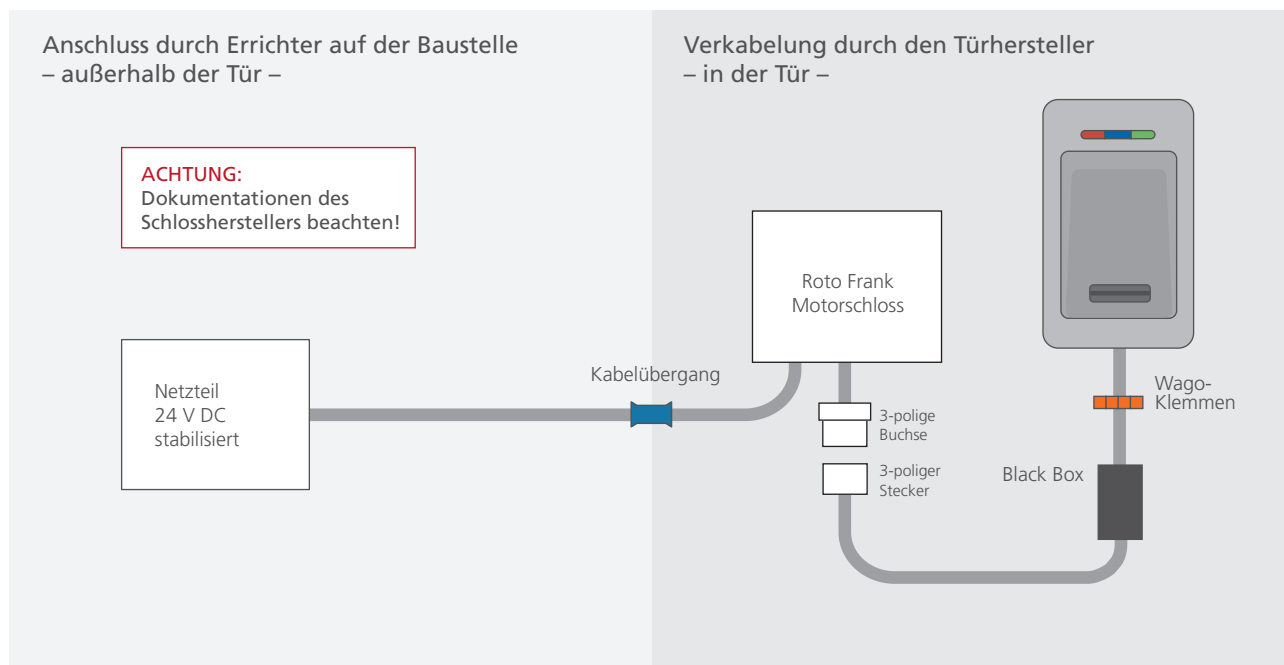 Anschluss durch Errichter auf der Baustelle
– außerhalb der Tür –
Verkabelung durch den Türhersteller
– in der Tür –
ACHTUNG:
Dokumentationen des
Schlossherstellers beachten!
Roto Frank
Motorschloss
Netzteil
24 V DC
stabilisiert
Kabelübergang
3-polige
Buchse
3-poliger
Stecker
Wago-
Klemmen
Black Box